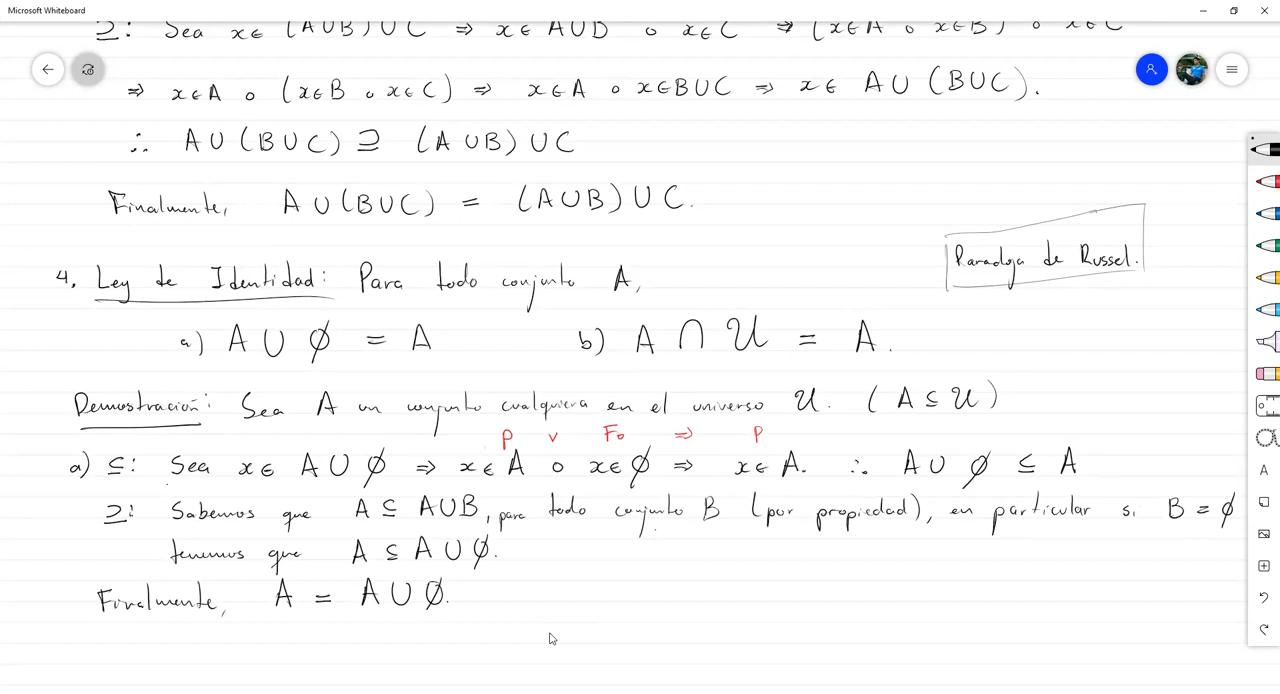 Microsoft Whiteboard
⊇: Sea x∈ (A∪B)∪C ⇒ x∈ A∪B o x∈C ⇒ (x∈A o x∈B) o x∈C
⇒ x∈A o (x∈B o x∈C) ⇒ x∈A o x∈B∪C ⇒ x∈ A∪(B∪C).
∴ A∪(B∪C) ⊇ (A∪B)∪C
Finalmente, A∪(B∪C) = (A∪B)∪C.
Paradoja de Russel.
4. Ley de Identidad: Para todo conjunto A,
a) A∪∅ = A b) A∩𝒰 = A.
Demostración: Sea A un conjunto cualquiera en el universo 𝒰. (A⊆𝒰)
p v Fo ⇒ p
a) ⊆: Sea x∈ A∪∅ ⇒ x∈A o x∈∅ ⇒ x∈A. ∴ A∪∅ ⊆ A
⊇: Sabemos que A⊆A∪B, para todo conjunto B (por propiedad), en particular si B=∅
tenemos que A⊆A∪∅.
Finalmente, A = A∪∅.